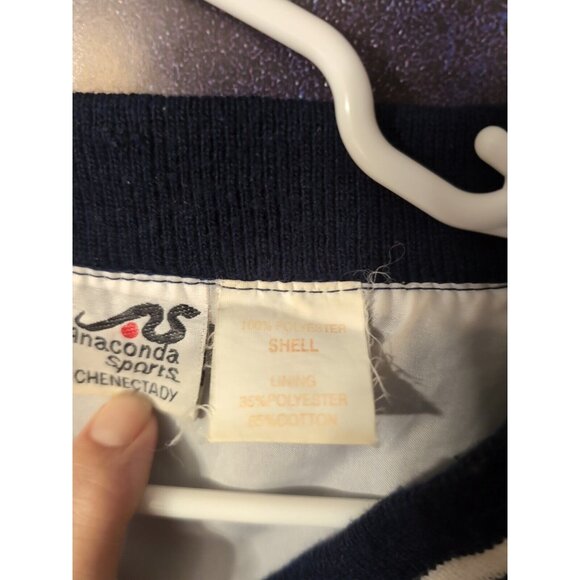 anaconda
sports
CHENECTADY
100% POLYESTER
SHELL
LINING
35%POLYESTER
65%COTTON